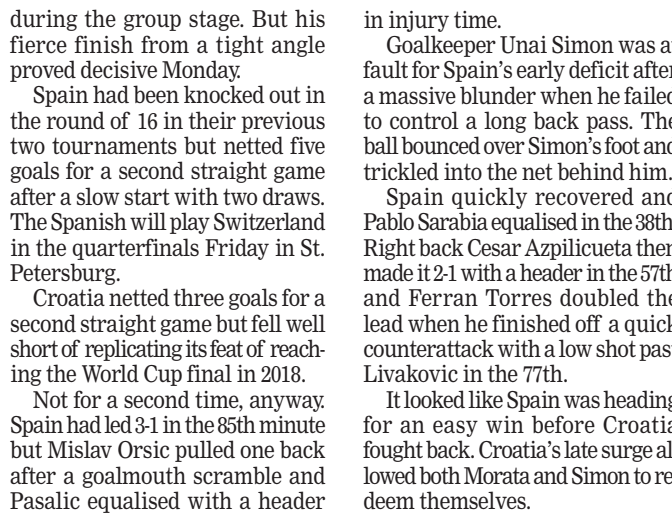 during the group stage. But his
fierce finish from a tight angle
proved decisive Monday.
Spain had been knocked out in
the round of 16 in their previous
two tournaments but netted five
goals for a second straight game
after a slow start with two draws.
The Spanish will play Switzerland
in the quarterfinals Friday in St.
Petersburg.
Croatia netted three goals for a
second straight game but fell well
short of replicating its feat of reach-
ing the World Cup final in 2018.
Not for a second time, anyway.
Spain had led 3-1 in the 85th minute
but Mislav Orsic pulled one back
after a goalmouth scramble and
Pasalic equalised with a header
in injury time.
Goalkeeper Unai Simon was at
fault for Spain's early deficit after
a massive blunder when he failed
to control a long back pass. The
ball bounced over Simon's foot and
trickled into the net behind him.
Spain quickly recovered and
Pablo Sarabia equalised in the 38th.
Right back Cesar Azpilicueta then
made it 2-1 with a header in the 57th
and Ferran Torres doubled the
lead when he finished off a quick
counterattack with a low shot past
Livakovic in the 77th.
It looked like Spain was heading
for an easy win before Croatia
fought back. Croatia's late surge al
lowed both Morata and Simon to re
deem themselves.